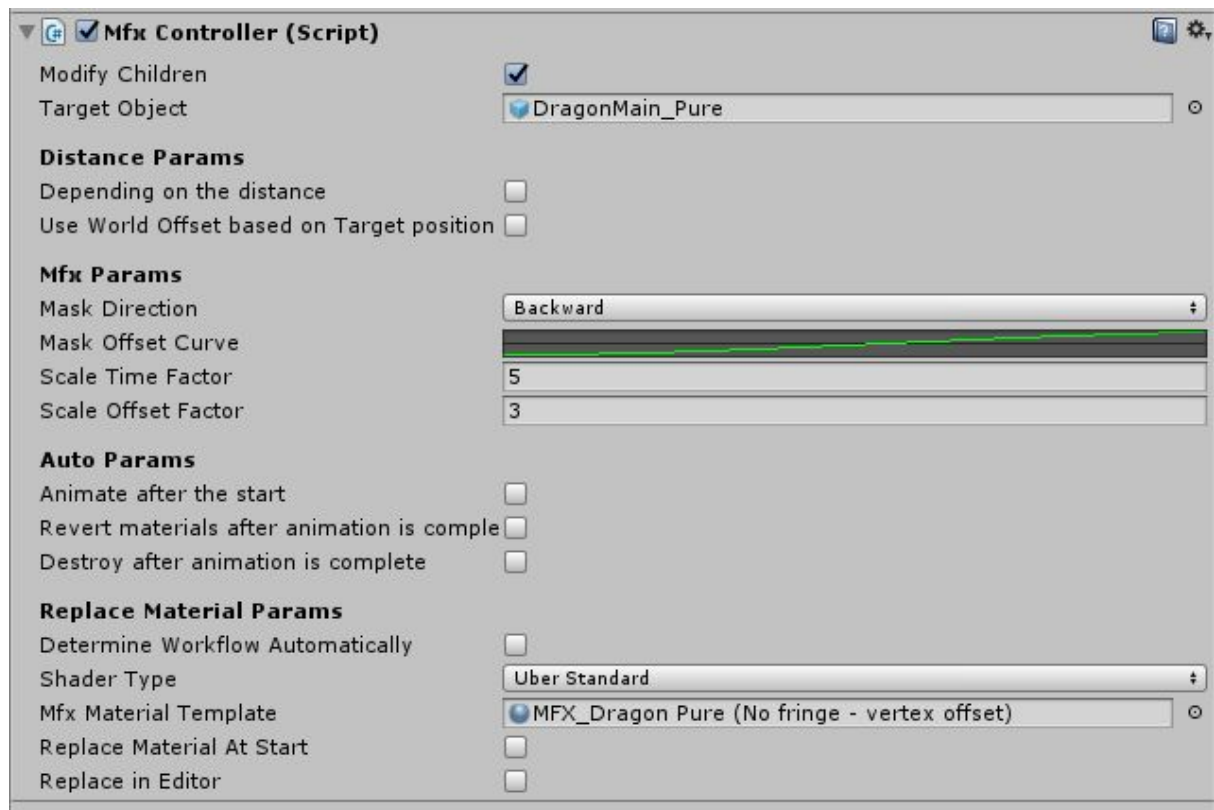 Mfx Controller (Script)
Modify Children
Target Object DragonMain_Pure
Distance Params
Depending on the distance
Use World Offset based on Target position
Mfx Params
Mask Direction Backward
Mask Offset Curve
Scale Time Factor 5
Scale Offset Factor 3
Auto Params
Animate after the start
Revert materials after animation is comple
Destroy after animation is complete
Replace Material Params
Determine Workflow Automatically
Shader Type Uber Standard
Mfx Material Template MFX_Dragon Pure (No fringe - vertex offset)
Replace Material At Start
Replace in Editor